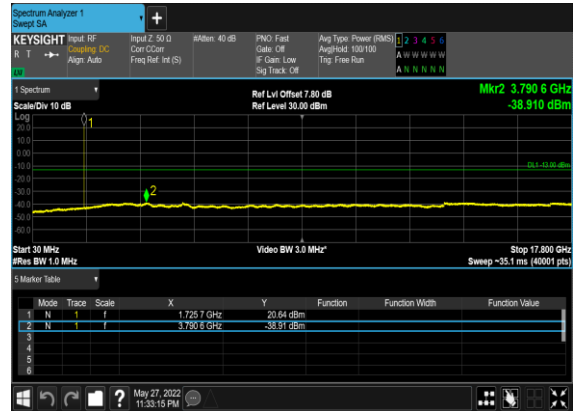 Spectrum Analyzer 1
Swept SA
+
KEYSIGHT Input: RF Input Z: 50 Ω #Atten: 40 dB PNO: Fast Avg Type: Power (RMS) 1 2 3 4 5 6
R T Coupling: DC Corr CCorr Gate: Off Avg|Hold: 100/100 A W W W W W
Align: Auto Freq Ref: Int (S) IF Gain: Low Trig: Free Run
LW Sig Track: Off A N N N N N
1 Spectrum Ref Lvl Offset 7.80 dB Mkr2 3.790 6 GHz
Scale/Div 10 dB Ref Level 30.00 dBm -38.910 dBm
Log
1
20.0
10.0
0.00
-10.0
DL1 -13.00 dBm
-20.0
-30.0
2
-40.0
-50.0
-60.0
Start 30 MHz Video BW 3.0 MHz* Stop 17.800 GHz
#Res BW 1.0 MHz Sweep ~35.1 ms (40001 pts)
5 Marker Table
Mode Trace Scale X Y Function Function Width Function Value
1 N 1 f 1.725 7 GHz 20.64 dBm
2 N 1 f 3.790 6 GHz -38.91 dBm
3
4
5
6
? May 27, 2022
11:33:15 PM